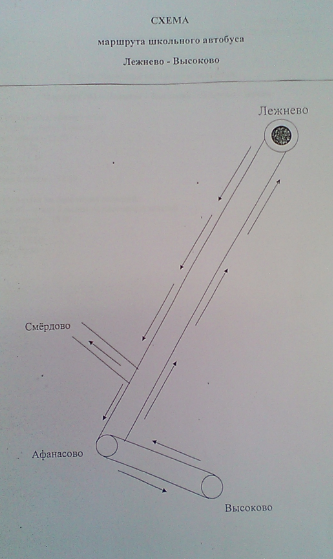 СХЕМА
маршрута школьного автобуса
Лежнево - Высоково
Лежнево
Смёрдово
Афанасово
Высоково